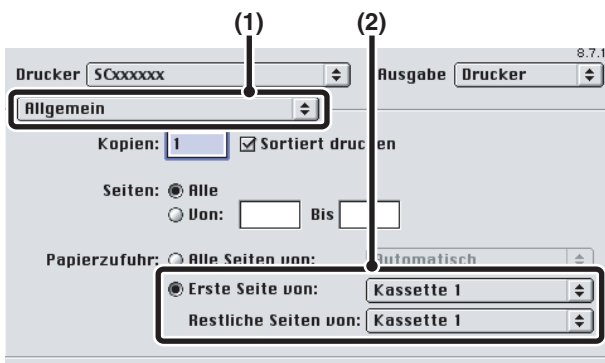 (1) (2)
8.7.1
Drucker SCxxxxxx Ausgabe Drucker
Allgemein
Kopien: 1 Sortiert drucken
Seiten: Alle
Von: Bis
Papierzufuhr: Alle Seiten von: Automatisch
Erste Seite von: Kassette 1
Restliche Seiten von: Kassette 1